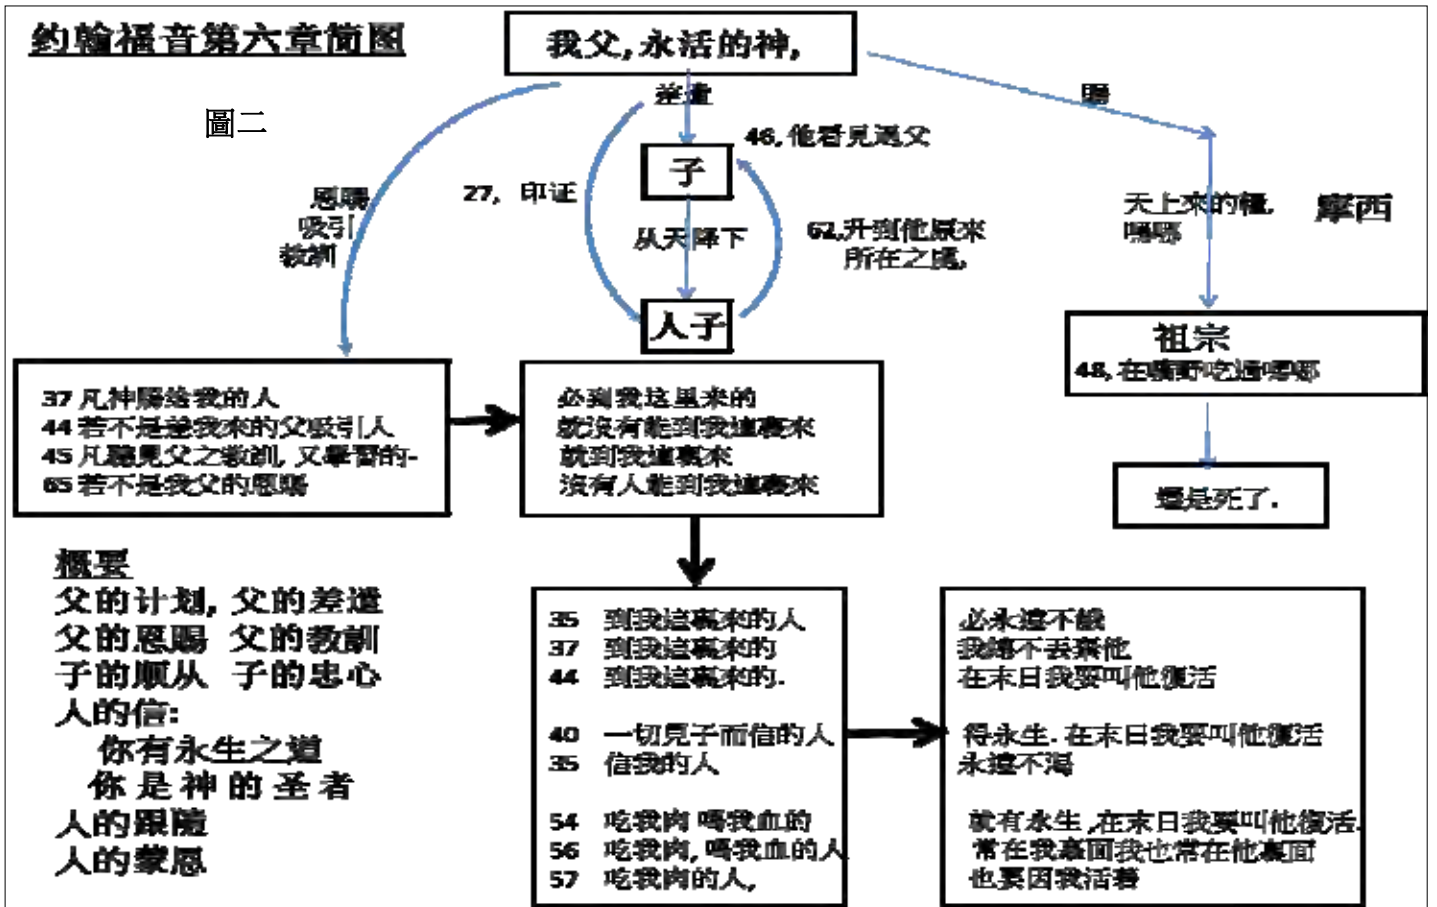 约翰福音第六章简图
圖二
我父,永活的神,
差遣
賜
46,他看見過父
子
27, 印证
恩賜
吸引
教訓
从天降下
62,升到他原來
所在之處,
天上來的糧,
嗎哪
摩西
人子
祖宗
48,在曠野吃過嗎哪
還是死了.
37 凡神賜給我的人
44 若不是差我來的父吸引人
45 凡聽見父之教訓,又學習的-
65 若不是我父的恩賜
必到我这里来的
就沒有能到我這裏來
就到我這裏來
沒有人能到我這裏來
概要
父的计划,父的差遣
父的恩賜 父的教訓
子的顺从 子的忠心
人的信:
你有永生之道
你是神的圣者
人的跟隨
人的蒙恩
35 到我這裏來的人
37 到我這裏來的
44 到我這裏來的.
40 一切見子而信的人
35 信我的人
54 吃我肉 喝我血的
56 吃我肉,喝我血的人
57 吃我肉的人,
必永遠不餓
我總不丟棄他
在末日我要叫他復活
得永生.在末日我要叫他復活
永遠不渴
就有永生,在末日我要叫他復活.
常在我裏面我也常在他裏面
也要因我活着